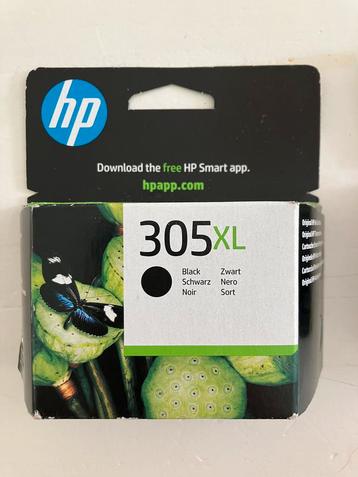 hp
Download the free HP Smart app.
hpapp.com
305XL
Black Zwart
Schwarz Nero
Noir Sort